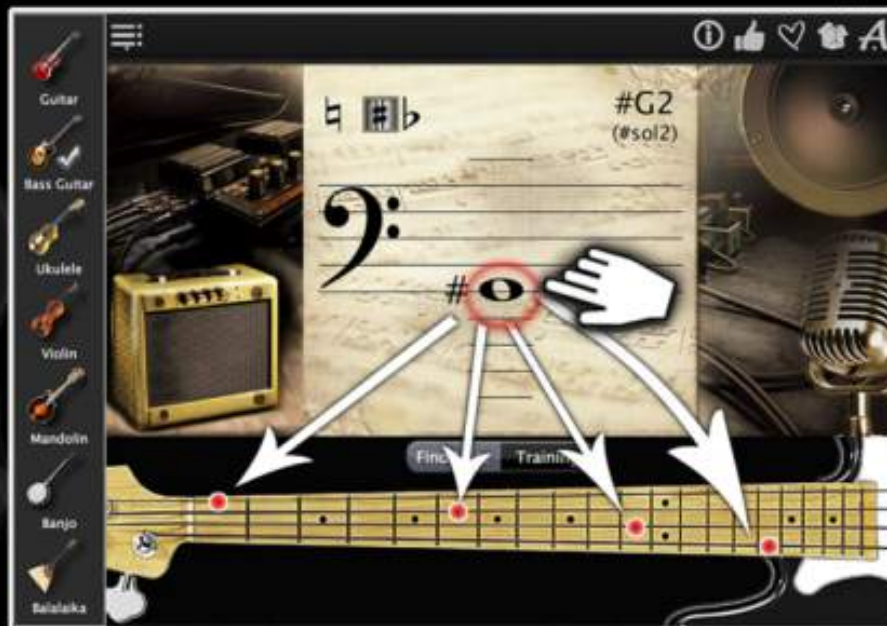 Guitar
Bass Guitar
Ukulele
Violin
Mandolin
Banjo
Balalaika
#G2
(#sol2)
Training